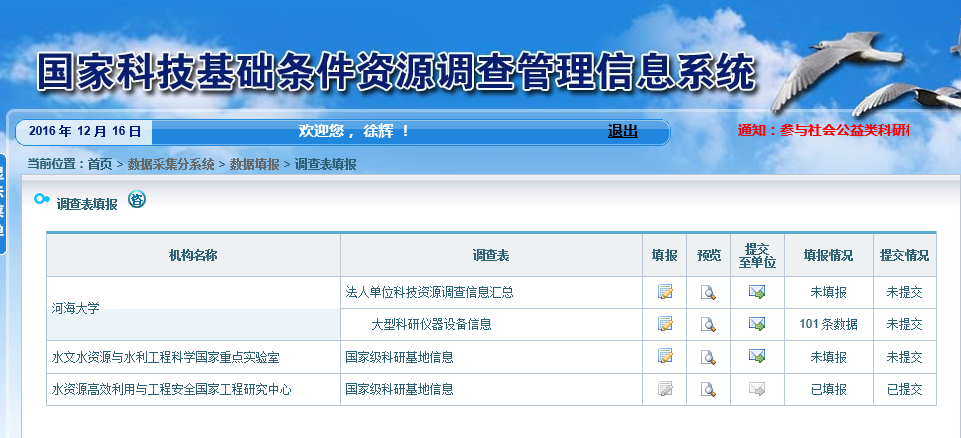 国家科技基础条件资源调查管理信息系统
2016 年 12 月 16 日
欢迎您，徐辉 ！
退出
通知：参与社会公益类科研
当前位置：首页 > 数据采集分系统 > 数据填报 > 调查表填报
调查表填报 咨
机构名称 调查表 填报 预览 提交至单位 填报情况 提交情况
河海大学 法人单位科技资源调查信息汇总 未填报 未提交
大型科研仪器设备信息 101 条数据 未提交
水文水资源与水利工程科学国家重点实验室 国家级科研基地信息 未填报 未提交
水资源高效利用与工程安全国家工程研究中心 国家级科研基地信息 已填报 已提交